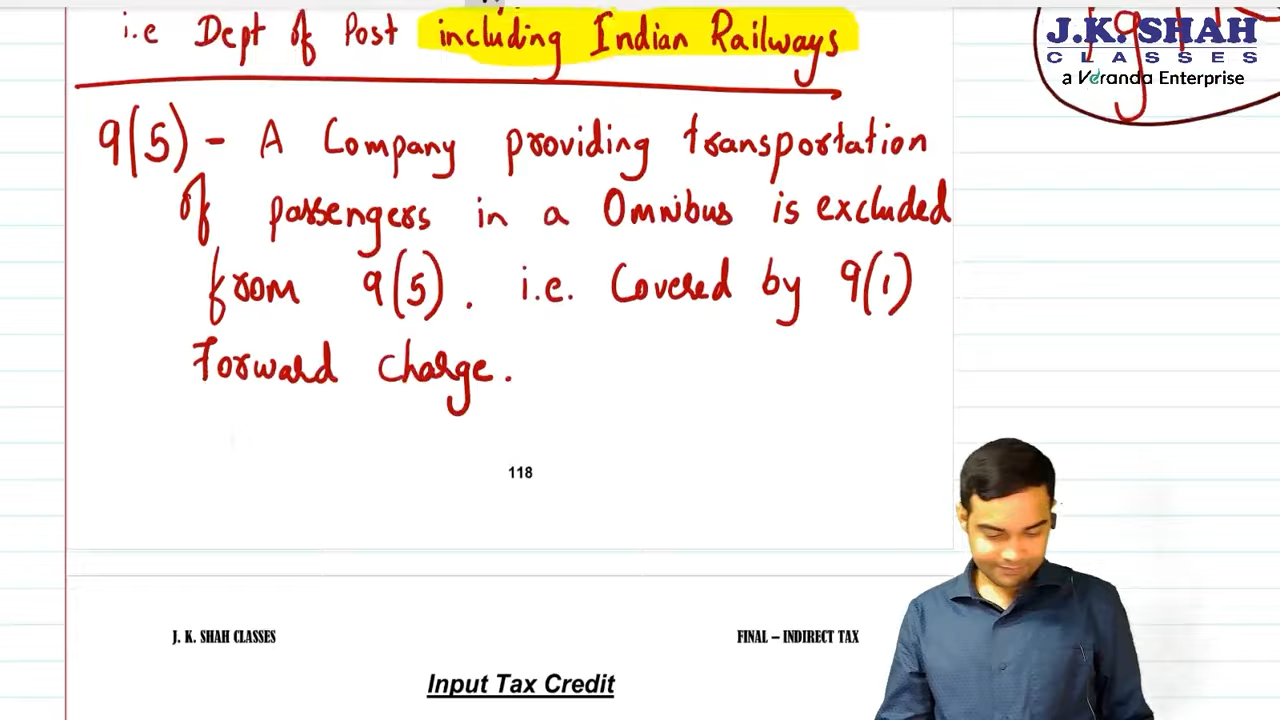 i.e Dept of Post including Indian Railways
J.K. SHAH
CLASSES
a Veranda Enterprise
9(5) - A Company providing transportation
of passengers in a Omnibus is excluded
from 9(5). i.e. Covered by 9(1)
Forward charge.
118
J. K. SHAH CLASSES
FINAL – INDIRECT TAX
Input Tax Credit